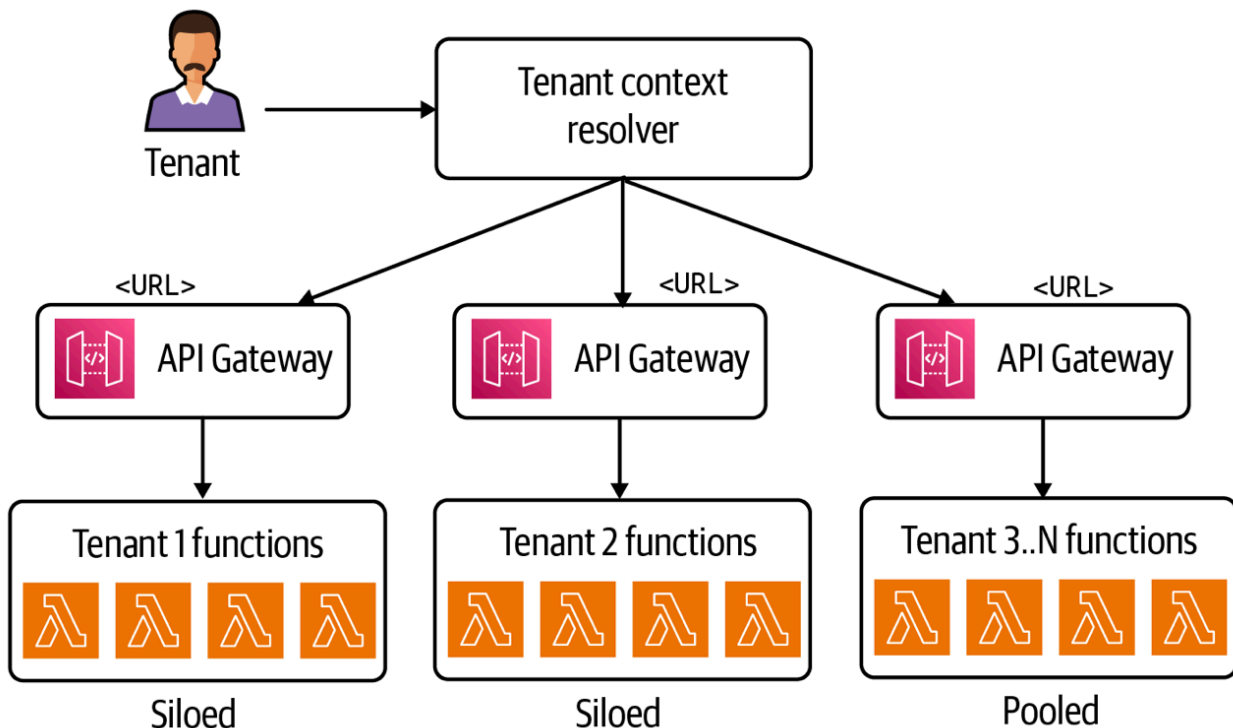 Tenant context
resolver
Tenant
<URL>
<URL>
<URL>
</> API Gateway
</> API Gateway
</> API Gateway
Tenant 1 functions
Tenant 2 functions
Tenant 3..N functions
Siloed
Siloed
Pooled